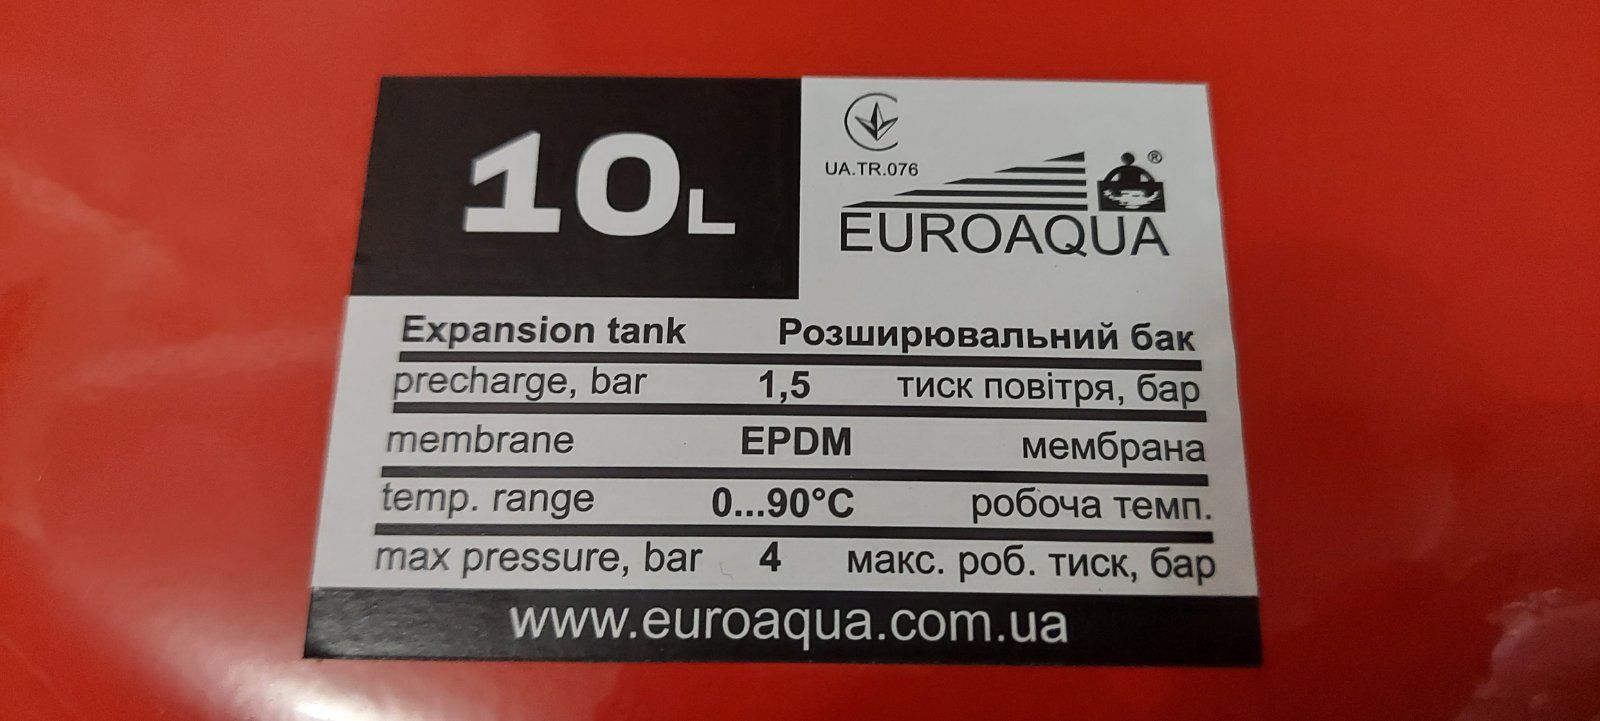 10L
UA.TR.076
®
EUROAQUA
Expansion tank Розширювальний бак
precharge, bar 1,5 тиск повітря, бар
membrane EPDM мембрана
temp. range 0...90°C робоча темп.
max pressure, bar 4 макс. роб. тиск, бар
www.euroaqua.com.ua